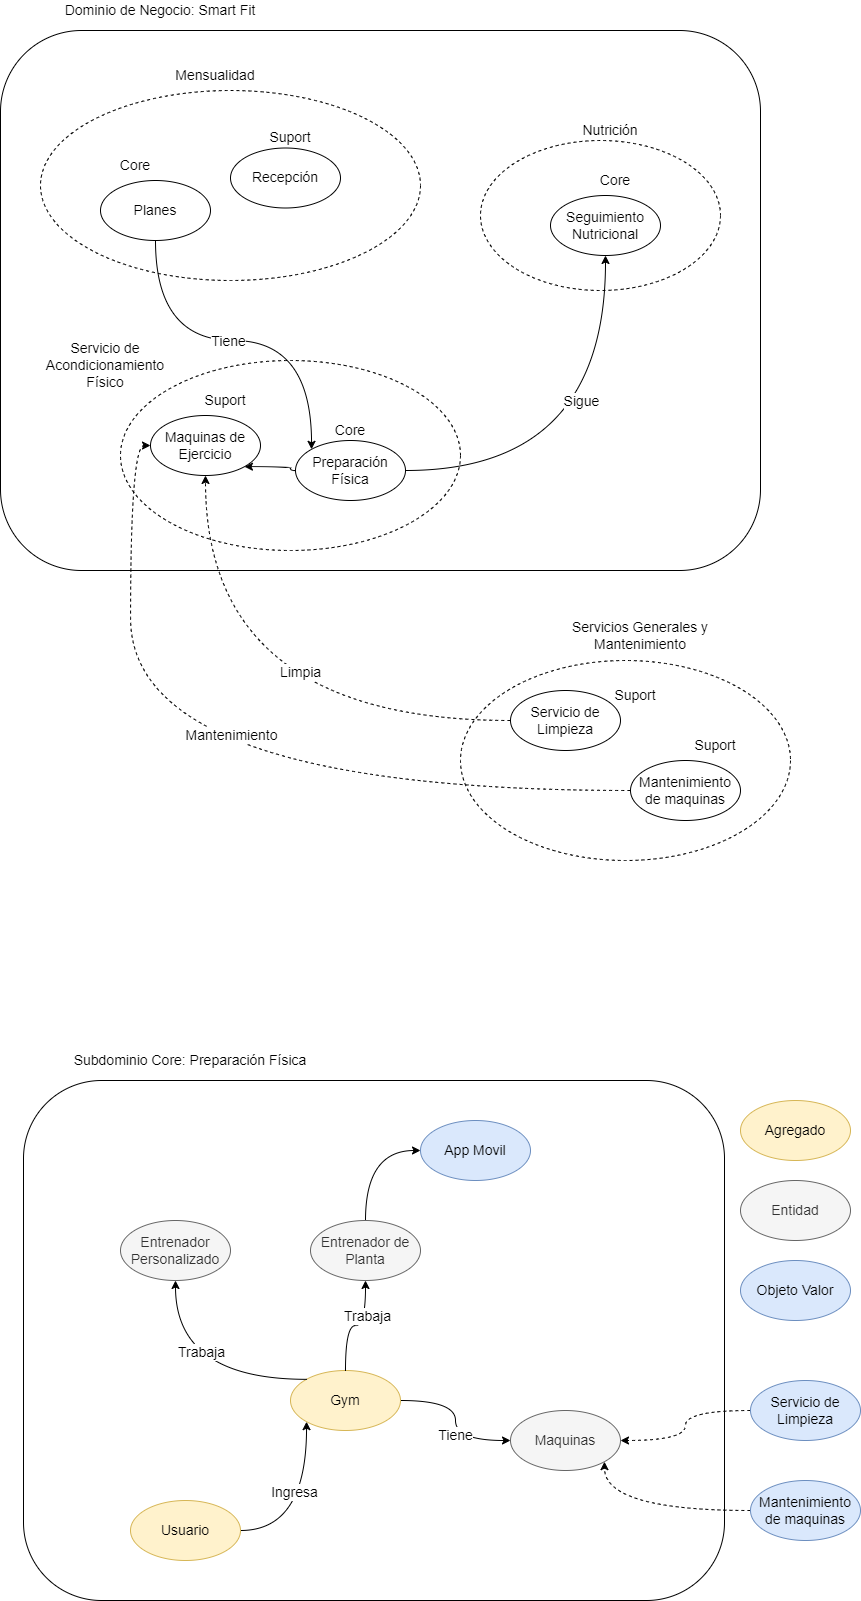 Dominio de Negocio: Smart Fit
Mensualidad
Suport
Recepción
Core
Planes
Nutrición
Core
Seguimiento
Nutricional
Tiene
Servicio de
Acondicionamiento
Físico
Suport
Maquinas de
Ejercicio
Core
Preparación
Física
Sigue
Servicios Generales y
Mantenimiento
Limpia
Suport
Servicio de
Limpieza
Mantenimiento
Suport
Mantenimiento
de maquinas
Subdominio Core: Preparación Física
App Movil
Agregado
Entrenador
Personalizado
Entrenador de
Planta
Entidad
Objeto Valor
Trabaja
Trabaja
Gym
Tiene
Maquinas
Servicio de
Limpieza
Ingresa
Usuario
Mantenimiento
de maquinas